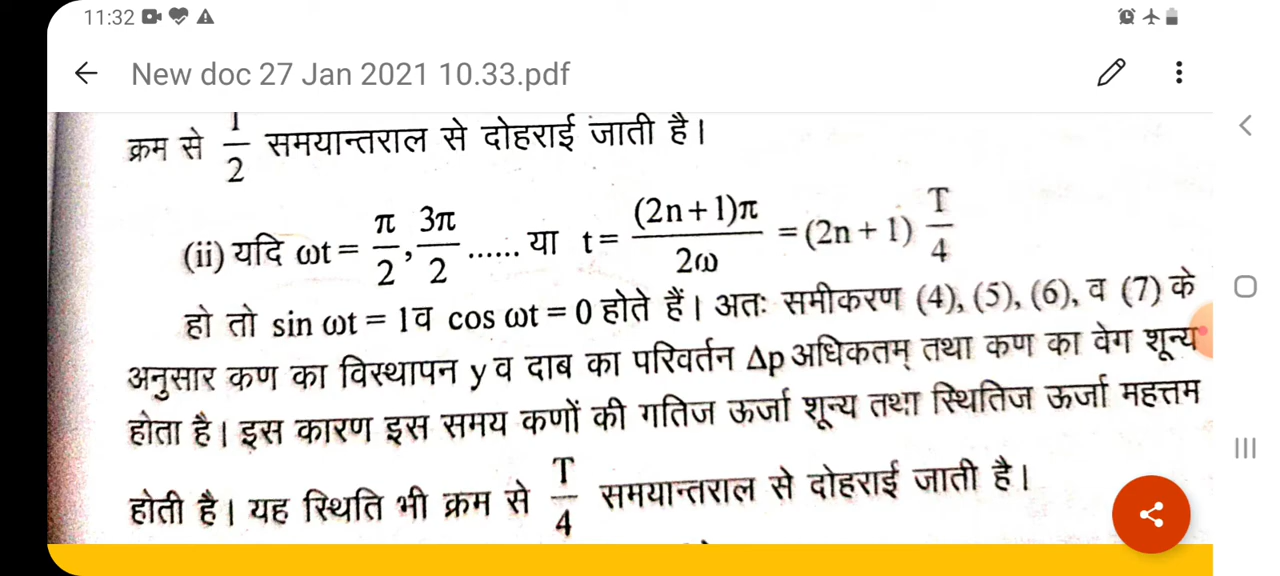 11:32
New doc 27 Jan 2021 10.33.pdf
क्रम से 1/2 समयान्तराल से दोहराई जाती है।
(ii) यदि ωt = π/2, 3π/2 ...... या t = (2n+1)π/2ω = (2n+1) T/4
हो तो sin ωt = 1 व cos ωt = 0 होते हैं। अतः समीकरण (4), (5), (6), व (7) के
अनुसार कण का विस्थापन y व दाब का परिवर्तन Δp अधिकतम् तथा कण का वेग शून्य
होता है। इस कारण इस समय कणों की गतिज ऊर्जा शून्य तथा स्थितिज ऊर्जा महत्तम
होती है। यह स्थिति भी क्रम से T/4 समयान्तराल से दोहराई जाती है।